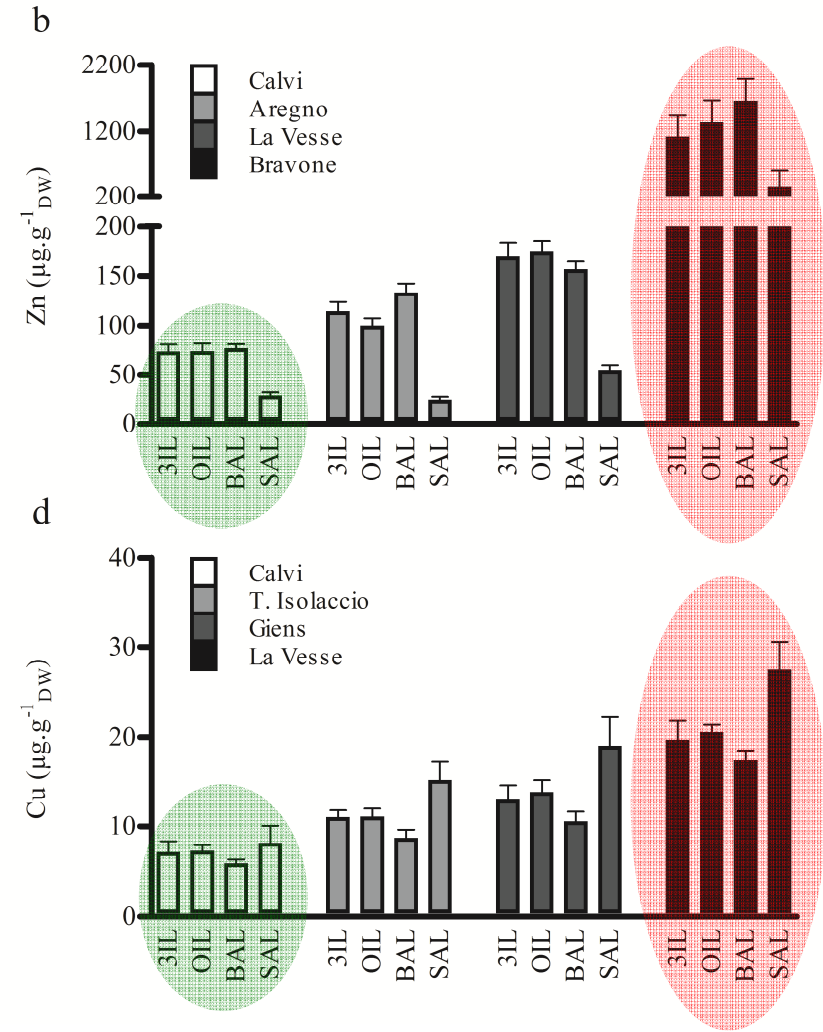 b
2200
1200
200
200
150
100
50
0
Zn (µg.g⁻¹DW)
Calvi
Aregno
La Vesse
Bravone
3IL OIL BAL SAL 3IL OIL BAL SAL 3IL OIL BAL SAL 3IL OIL BAL SAL
d
40
30
20
10
0
Cu (µg.g⁻¹DW)
Calvi
T. Isolaccio
Giens
La Vesse
3IL OIL BAL SAL 3IL OIL BAL SAL 3IL OIL BAL SAL 3IL OIL BAL SAL